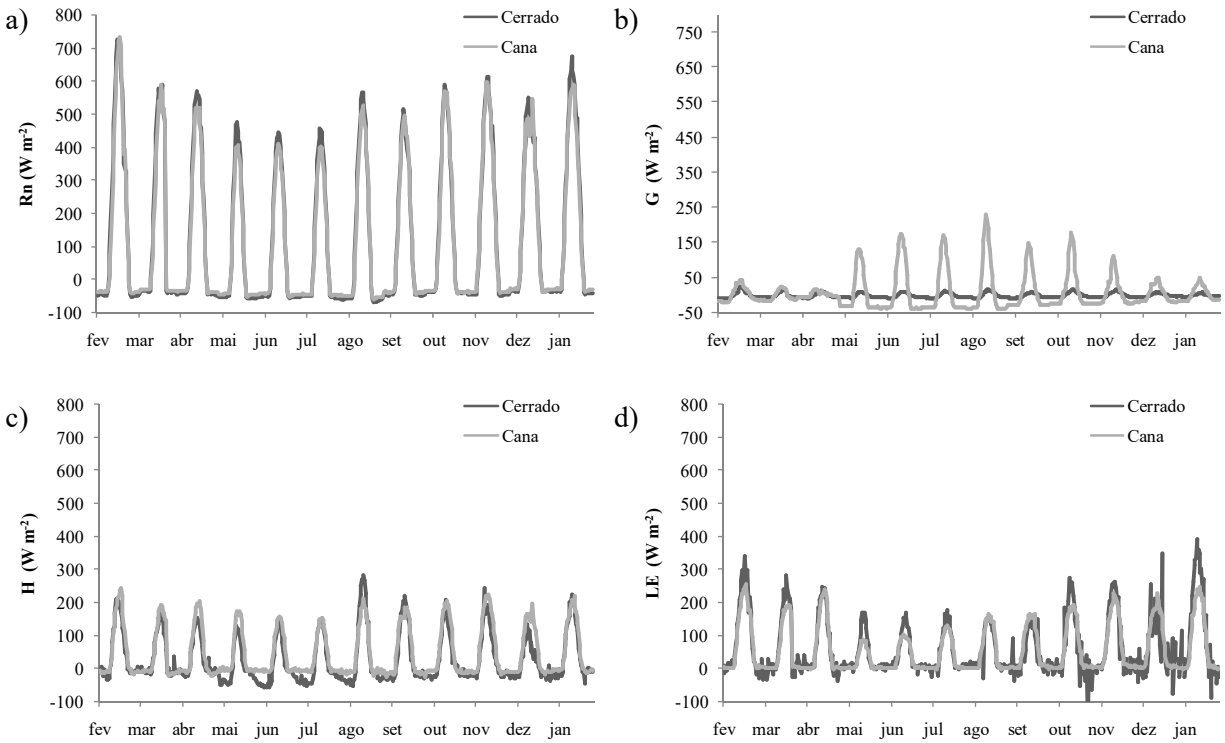 a)
Cerrado
Cana
800
700
600
500
400
300
200
100
0
-100
Rn (W m-2)
fev mar abr mai jun jul ago set out nov dez jan
b)
Cerrado
Cana
750
650
550
450
350
250
150
50
-50
G (W m-2)
fev mar abr mai jun jul ago set out nov dez jan
c)
Cerrado
Cana
800
700
600
500
400
300
200
100
0
-100
H (W m-2)
fev mar abr mai jun jul ago set out nov dez jan
d)
Cerrado
Cana
800
700
600
500
400
300
200
100
0
-100
LE (W m-2)
fev mar abr mai jun jul ago set out nov dez jan